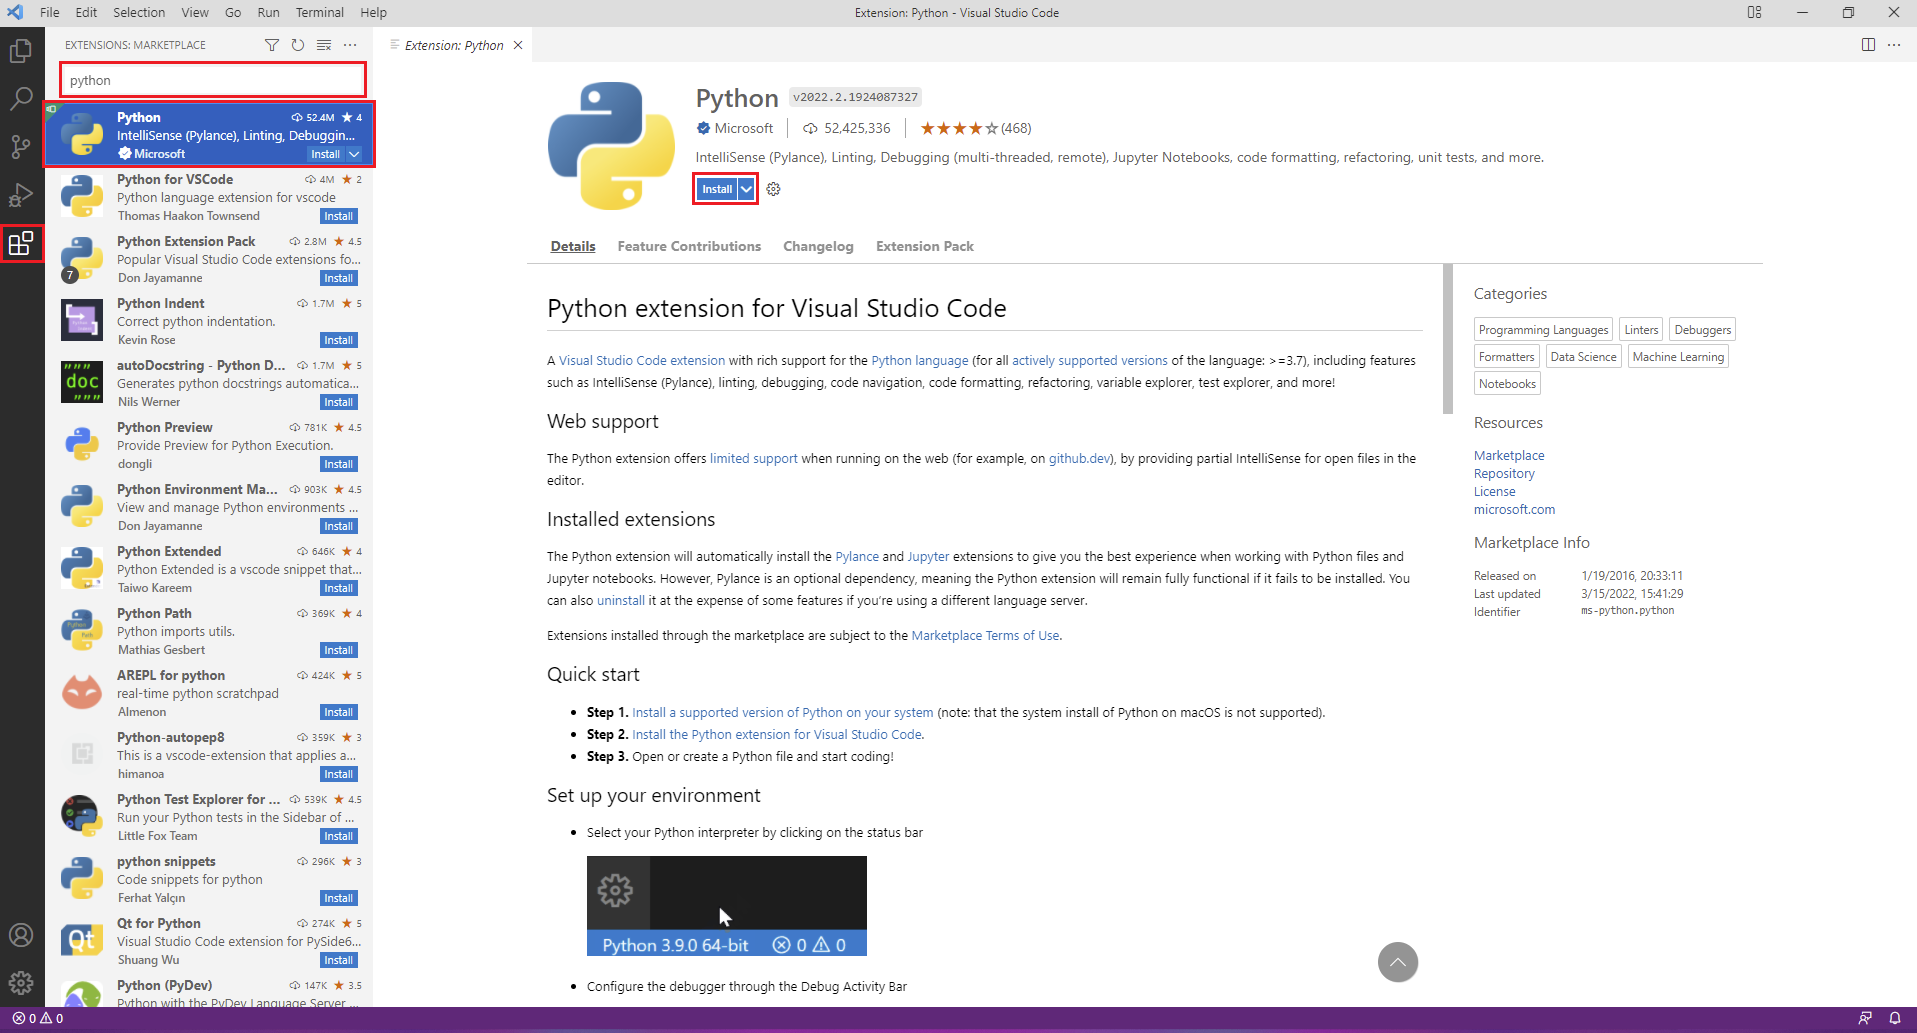 File Edit Selection View Go Run Terminal Help
Extension: Python - Visual Studio Code
EXTENSIONS: MARKETPLACE
python
Python 52.4M ★ 4
IntelliSense (Pylance), Linting, Debuggin...
Microsoft Install
Python for VSCode 4M ★ 2
Python language extension for vscode
Thomas Haakon Townsend Install
Python Extension Pack 2.8M ★ 4.5
Popular Visual Studio Code extensions fo...
7 Don Jayamanne Install
Python Indent 1.7M ★ 5
Correct python indentation.
Kevin Rose Install
autoDocstring - Python D... 1.7M ★ 5
Generates python docstrings automatica...
Nils Werner Install
"""
doc
"""
Python Preview 781K ★ 4.5
Provide Preview for Python Execution.
dongli Install
Python Environment Ma... 903K ★ 4.5
View and manage Python environments ...
Don Jayamanne Install
Python Extended 646K ★ 4
Python Extended is a vscode snippet that...
Taiwo Kareem Install
Python Path 369K ★ 4
Python imports utils.
Mathias Gesbert Install
Python
Path
AREPL for python 424K ★ 5
real-time python scratchpad
Almenon Install
Python-autopep8 359K ★ 3
This is a vscode-extension that applies a...
himanoa Install
Python Test Explorer for ... 539K ★ 4.5
Run your Python tests in the Sidebar of ...
Little Fox Team Install
python snippets 296K ★ 3
Code snippets for python
Ferhat Yalçın Install
Qt for Python 274K ★ 5
Visual Studio Code extension for PySide6...
Shuang Wu Install
Qt
Python (PyDev) 147K ★ 3.5
Python with the PyDev Language Server ...
Extension: Python
Python v2022.2.1924087327
Microsoft 52,425,336 ★★★★☆(468)
IntelliSense (Pylance), Linting, Debugging (multi-threaded, remote), Jupyter Notebooks, code formatting, refactoring, unit tests, and more.
Install
Details Feature Contributions Changelog Extension Pack
Python extension for Visual Studio Code
A Visual Studio Code extension with rich support for the Python language (for all actively supported versions of the language: >=3.7), including features
such as IntelliSense (Pylance), linting, debugging, code navigation, code formatting, refactoring, variable explorer, test explorer, and more!
Web support
The Python extension offers limited support when running on the web (for example, on github.dev), by providing partial IntelliSense for open files in the
editor.
Installed extensions
The Python extension will automatically install the Pylance and Jupyter extensions to give you the best experience when working with Python files and
Jupyter notebooks. However, Pylance is an optional dependency, meaning the Python extension will remain fully functional if it fails to be installed. You
can also uninstall it at the expense of some features if you're using a different language server.
Extensions installed through the marketplace are subject to the Marketplace Terms of Use.
Quick start
• Step 1. Install a supported version of Python on your system (note: that the system install of Python on macOS is not supported).
• Step 2. Install the Python extension for Visual Studio Code.
• Step 3. Open or create a Python file and start coding!
Set up your environment
• Select your Python interpreter by clicking on the status bar
Python 3.9.0 64-bit 0 0
• Configure the debugger through the Debug Activity Bar
Categories
Programming Languages Linters Debuggers
Formatters Data Science Machine Learning
Notebooks
Resources
Marketplace
Repository
License
microsoft.com
Marketplace Info
Released on 1/19/2016, 20:33:11
Last updated 3/15/2022, 15:41:29
Identifier ms-python.python
0 0